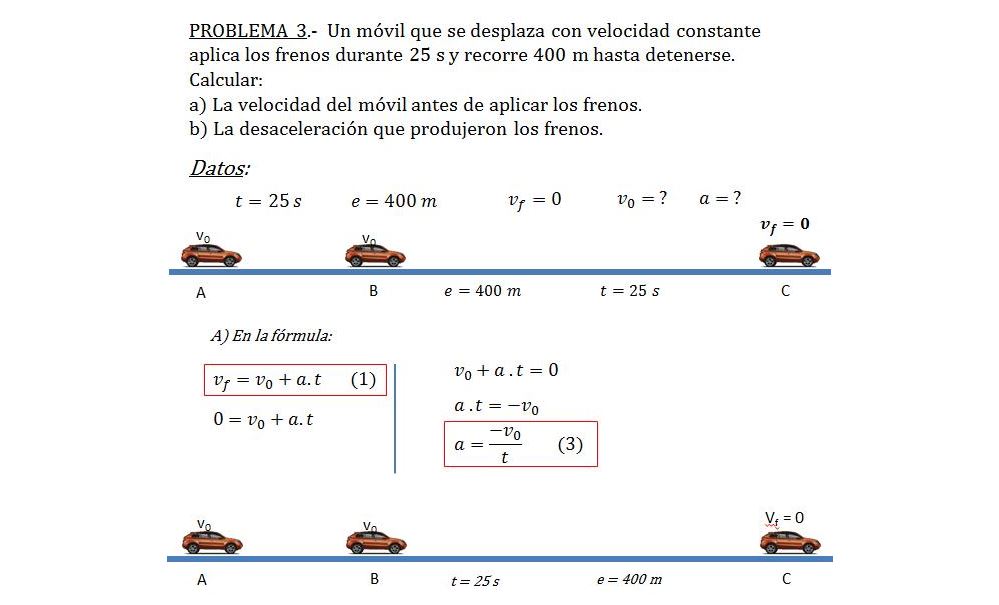 PROBLEMA 3.- Un móvil que se desplaza con velocidad constante
aplica los frenos durante 25 s y recorre 400 m hasta detenerse.
Calcular:
a) La velocidad del móvil antes de aplicar los frenos.
b) La desaceleración que produjeron los frenos.
Datos:
t = 25 s e = 400 m v_f = 0 v_0 = ? a = ?
v_f = 0
V_0 V_0
A B e = 400 m t = 25 s C
A) En la fórmula:
v_f = v_0 + a.t (1)
0 = v_0 + a.t
v_0 + a.t = 0
a.t = −v_0
a = −v_0 / t (3)
V_0 V_0 V_f = 0
A B t = 25 s e = 400 m C